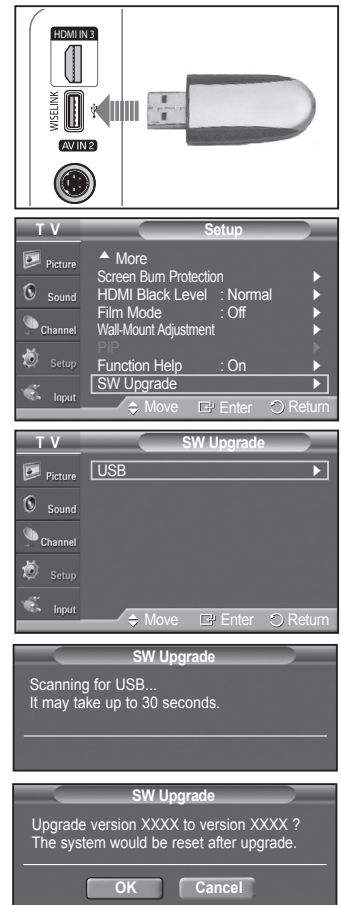 HDMI IN 3
WISELINK
AV IN 2
T V
Setup
Picture
Sound
Channel
Setup
Input
▲ More
Screen Burn Protection
HDMI Black Level : Normal
Film Mode : Off
Wall-Mount Adjustment
PIP
Function Help : On
SW Upgrade
Move Enter Return
T V
SW Upgrade
Picture
Sound
Channel
Setup
Input
USB
Move Enter Return
SW Upgrade
Scanning for USB...
It may take up to 30 seconds.
SW Upgrade
Upgrade version XXXX to version XXXX ?
The system would be reset after upgrade.
OK Cancel